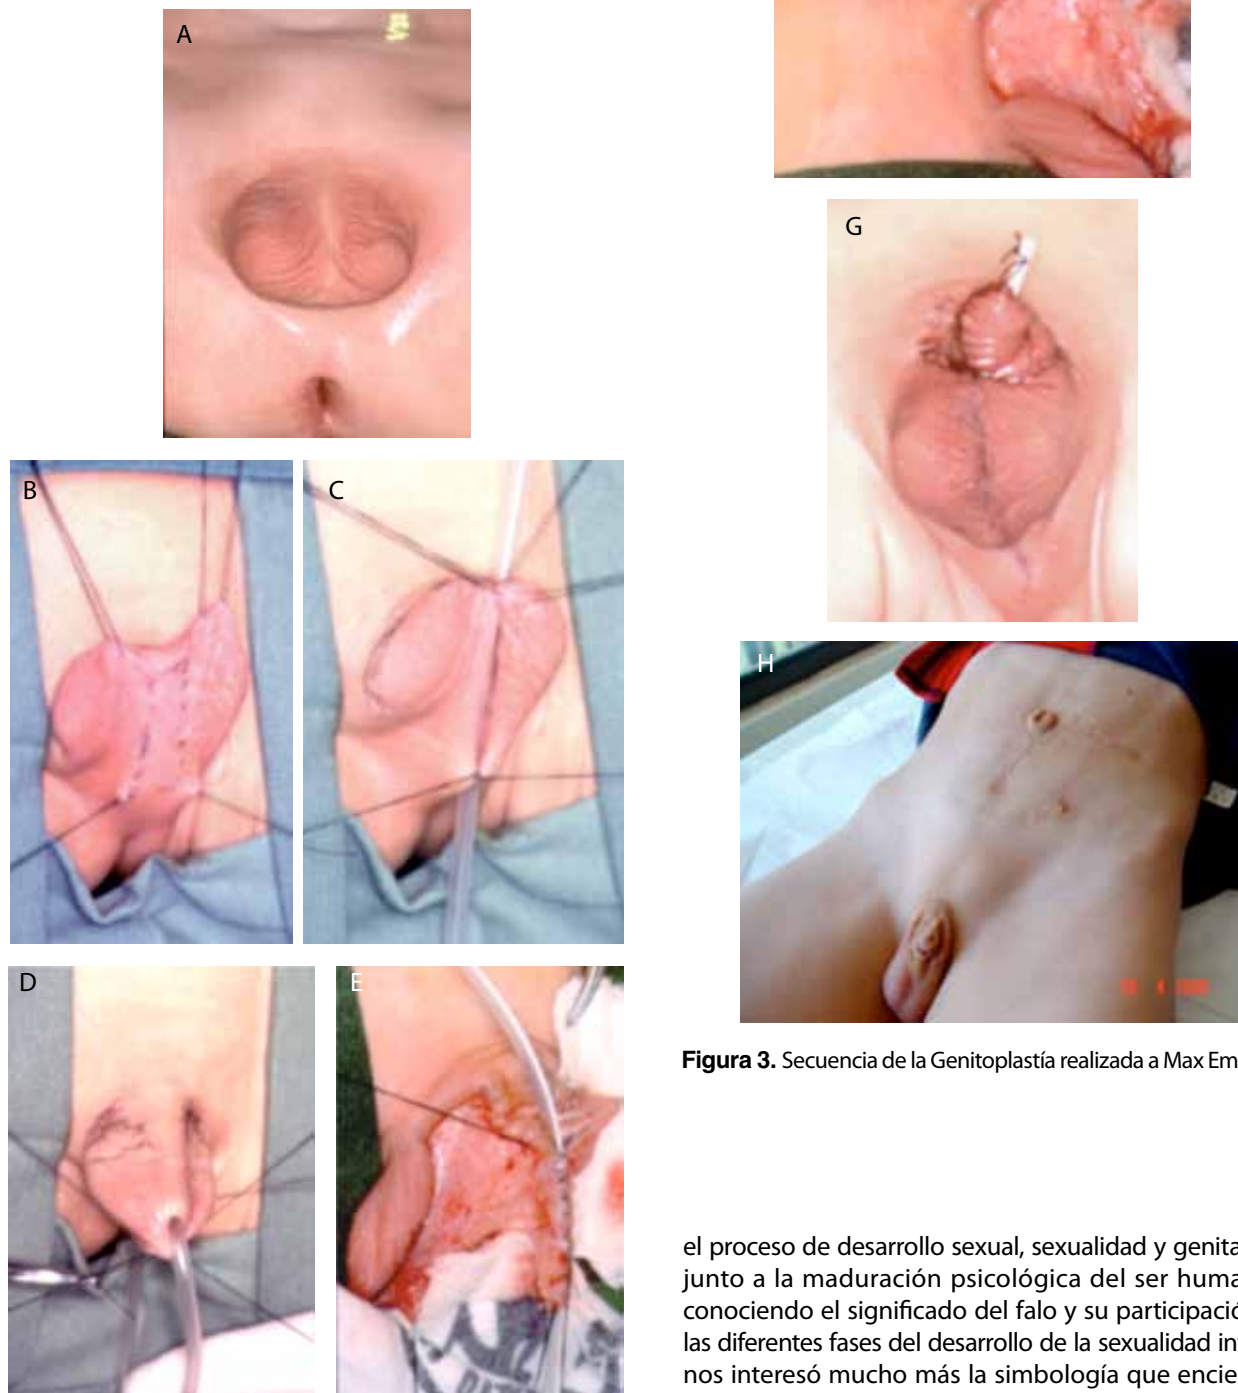 A
B
C
D
E
G
H
Figura 3. Secuencia de la Genitoplastía realizada a Max Em
el proceso de desarrollo sexual, sexualidad y genita
junto a la maduración psicológica del ser huma
conociendo el significado del falo y su participació
las diferentes fases del desarrollo de la sexualidad in
nos interesó mucho más la simbología que encie